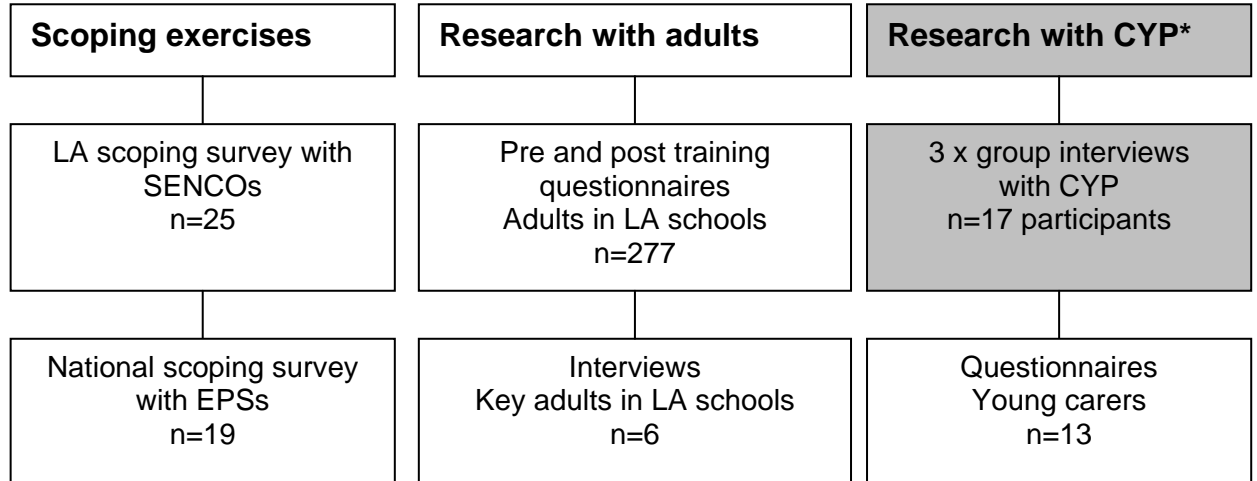 Scoping exercises
LA scoping survey with
SENCOs
n=25
National scoping survey
with EPSs
n=19
Research with adults
Pre and post training
questionnaires
Adults in LA schools
n=277
Interviews
Key adults in LA schools
n=6
Research with CYP*
3 x group interviews
with CYP
n=17 participants
Questionnaires
Young carers
n=13